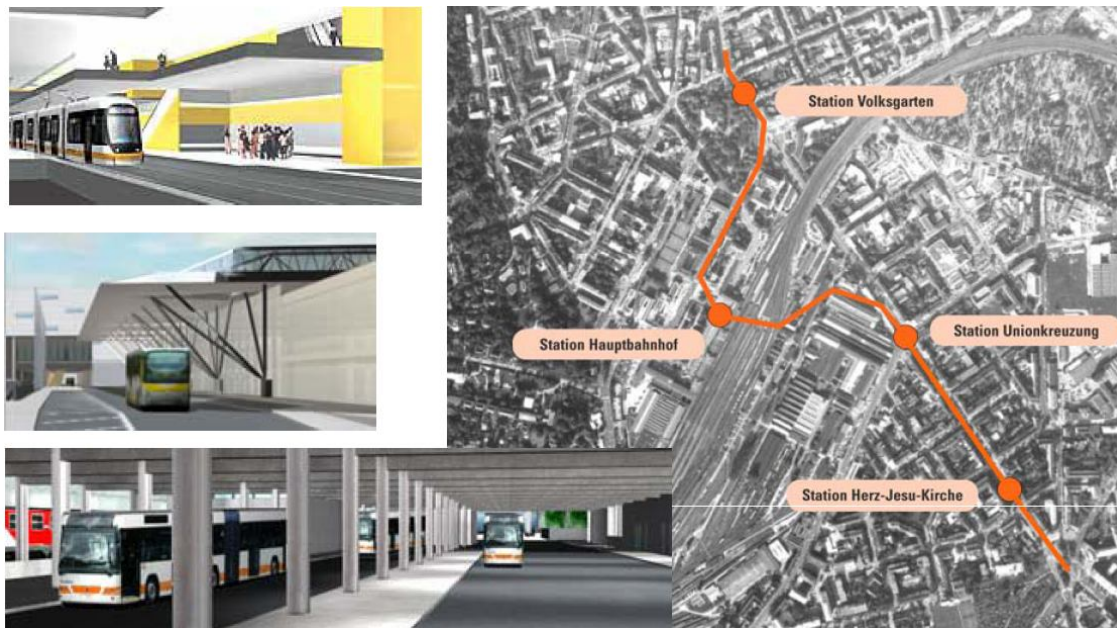 Station Volksgarten
Station Unionkreuzung
Station Hauptbahnhof
Station Herz-Jesu-Kirche